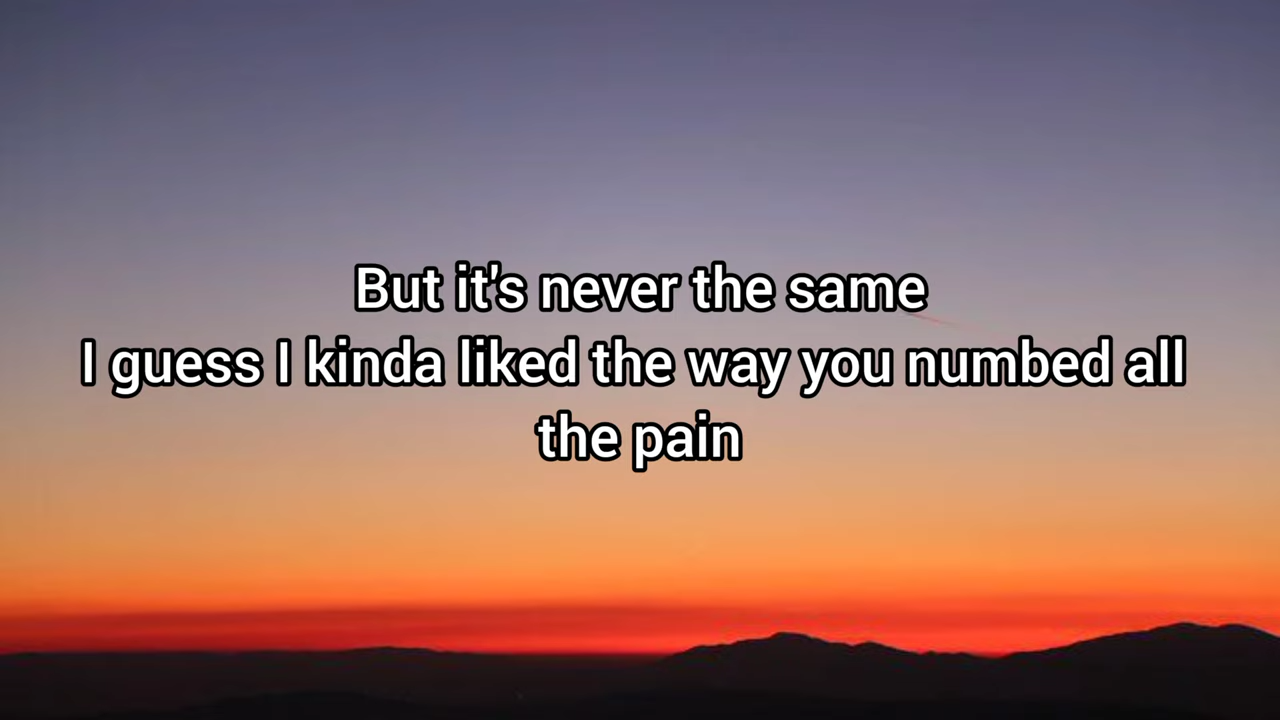 But it's never the same
I guess I kinda liked the way you numbed all
the pain